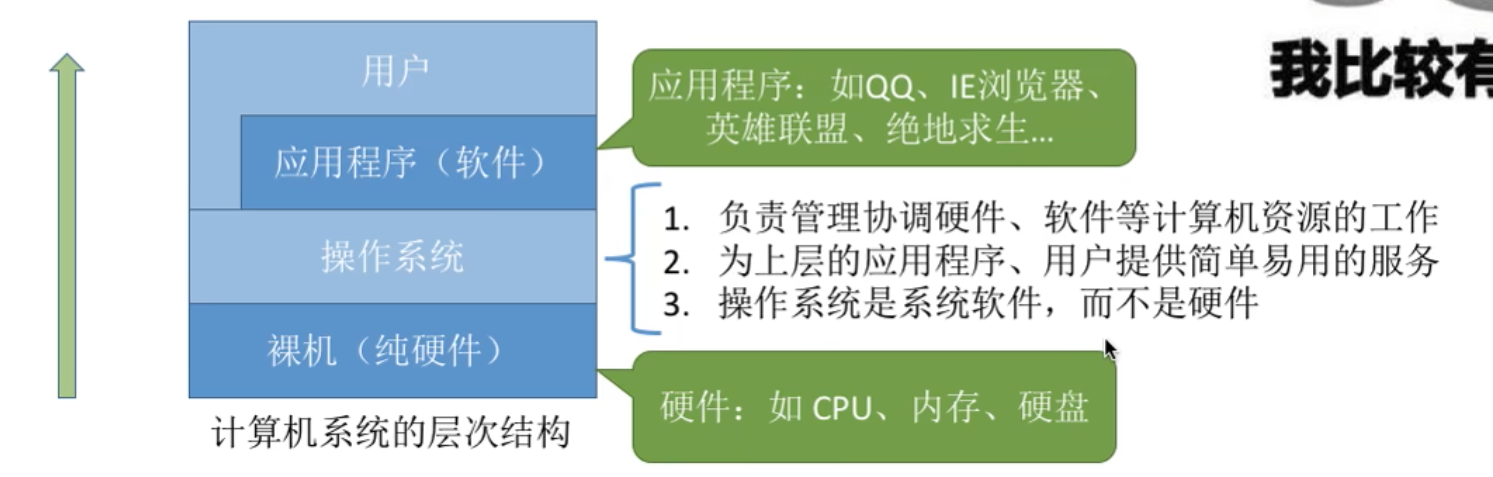 我比较有
用户
应用程序：如QQ、IE浏览器、
英雄联盟、绝地求生...
应用程序（软件）
操作系统
1. 负责管理协调硬件、软件等计算机资源的工作
2. 为上层的应用程序、用户提供简单易用的服务
3. 操作系统是系统软件，而不是硬件
裸机（纯硬件）
硬件：如 CPU、内存、硬盘
计算机系统的层次结构